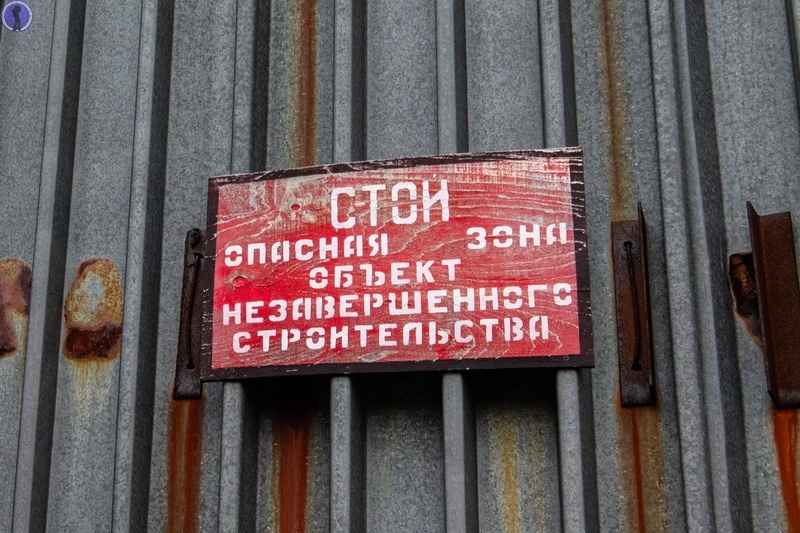 СТОЙ
ОПАСНАЯ ЗОНА
ОБЪЕКТ
НЕЗАВЕРШЕННОГО
СТРОИТЕЛЬСТВА